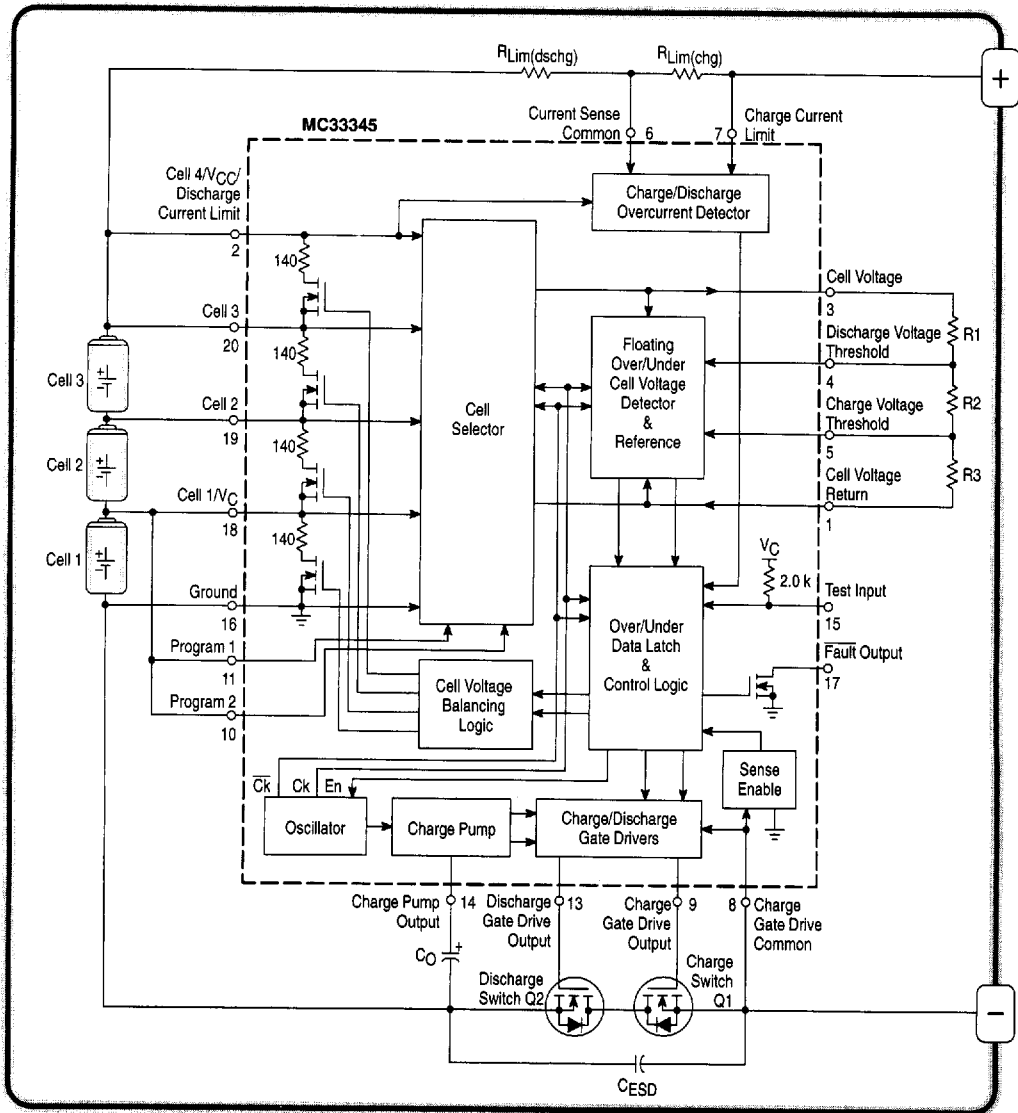 RLim(dschg)
RLim(chg)
+
Current Sense
Common
6
7
Charge Current
Limit
MC33345
Cell 4/VCC/
Discharge
Current Limit
2
Charge/Discharge
Overcurrent Detector
140
Cell 3
20
140
Cell 2
19
140
Cell 1/VC
18
140
Ground
16
Program 1
11
Program 2
10
Cell 3
+
-
Cell 2
+
-
Cell 1
+
-
Cell
Selector
Floating
Over/Under
Cell Voltage
Detector
&
Reference
Cell Voltage
3
Discharge Voltage
Threshold
4
Charge Voltage
Threshold
5
Cell Voltage
Return
1
R1
R2
R3
VC
2.0 k
Test Input
15
Fault Output
17
Over/Under
Data Latch
&
Control Logic
Cell Voltage
Balancing
Logic
Sense
Enable
Ck
Ck
En
Oscillator
Charge Pump
Charge/Discharge
Gate Drivers
Charge Pump
Output
14
Discharge
Gate Drive
Output
13
Charge
Gate Drive
Output
9
8
Charge
Gate Drive
Common
CO
+
Discharge
Switch Q2
Charge
Switch
Q1
−
CESD